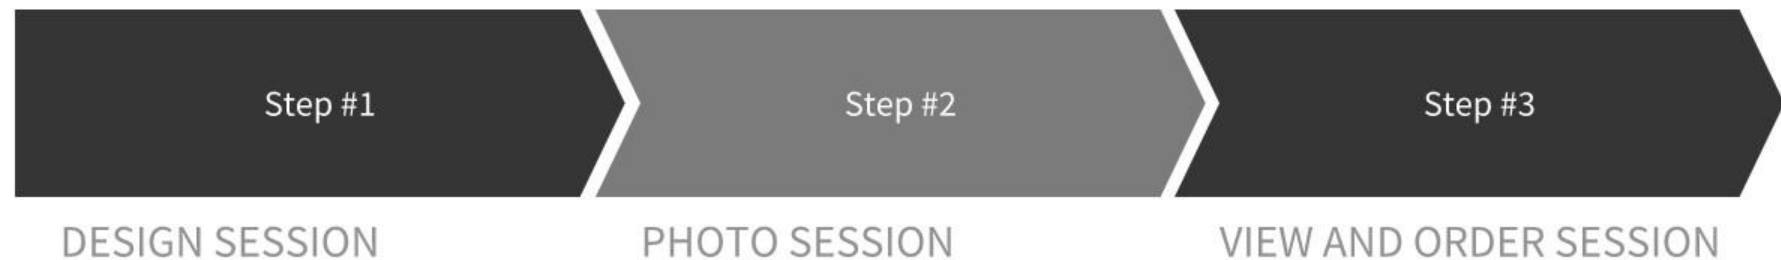 Step #1
Step #2
Step #3
DESIGN SESSION
PHOTO SESSION
VIEW AND ORDER SESSION